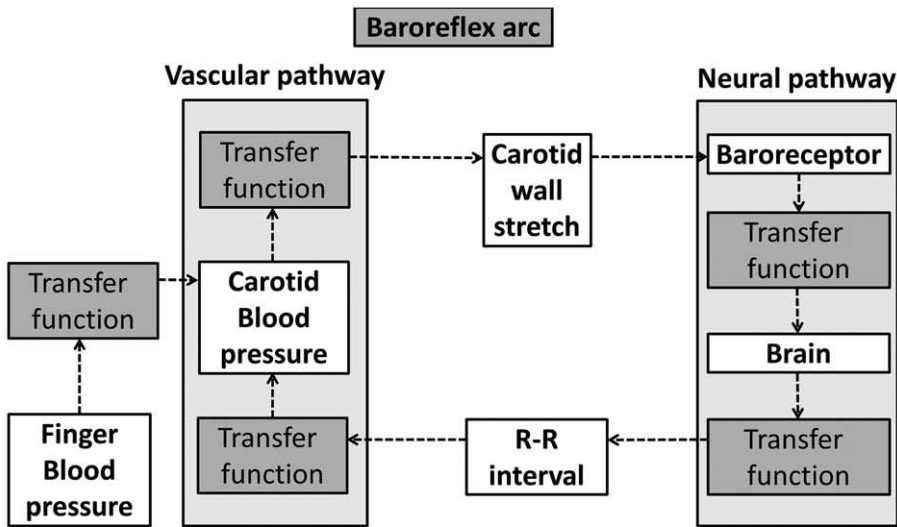 Baroreflex arc
Vascular pathway
Neural pathway
Transfer
function
Carotid
wall
stretch
Baroreceptor
Transfer
function
Transfer
function
Carotid
Blood
pressure
Brain
Finger
Blood
pressure
Transfer
function
R-R
interval
Transfer
function